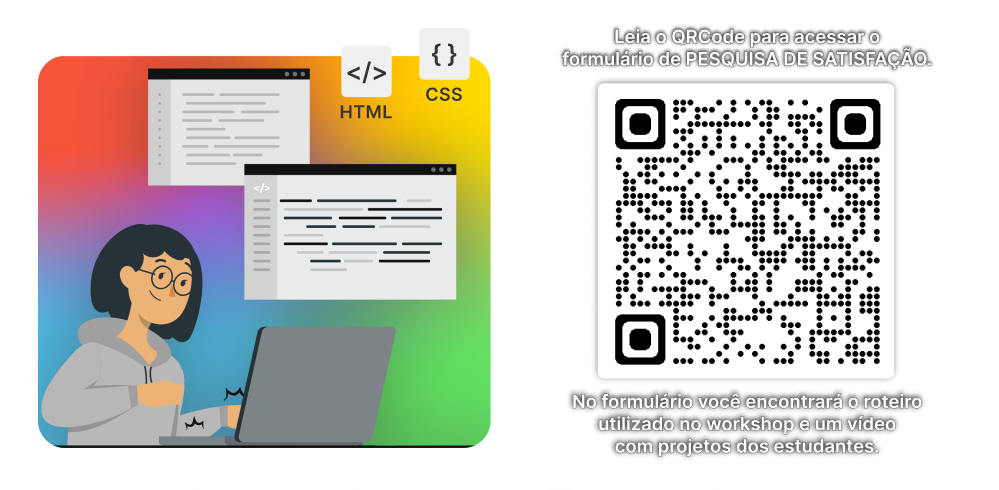 { }
</>
CSS
HTML
</>
Leia o QRCode para acessar o
formulário de PESQUISA DE SATISFAÇÃO.
No formulário você encontrará o roteiro
utilizado no workshop e um vídeo
com projetos dos estudantes.